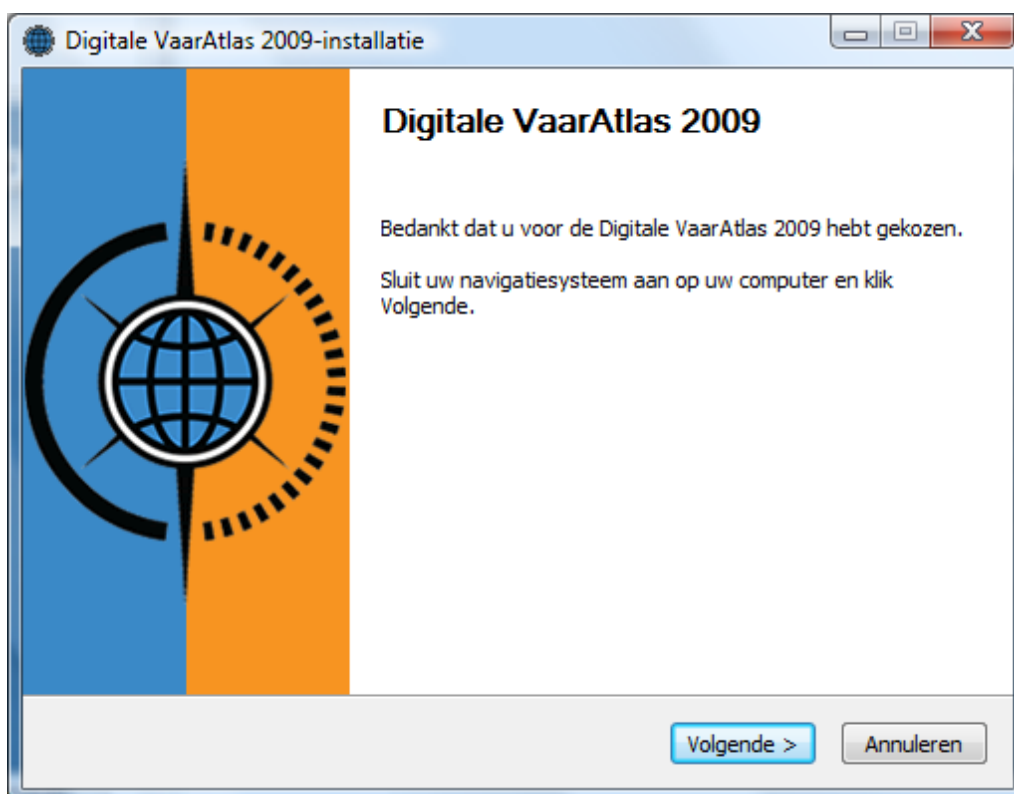 Digitale VaarAtlas 2009-installatie
Digitale VaarAtlas 2009
Bedankt dat u voor de Digitale VaarAtlas 2009 hebt gekozen.
Sluit uw navigatiesysteem aan op uw computer en klik
Volgende.
Volgende >
Annuleren